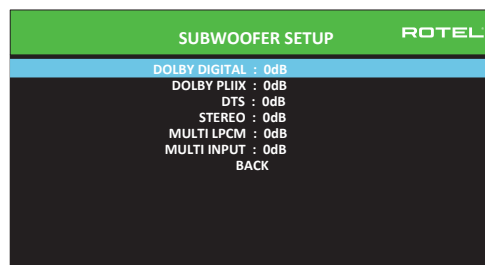 SUBWOOFER SETUP
ROTEL
DOLBY DIGITAL : 0dB
DOLBY PLIIX : 0dB
DTS : 0dB
STEREO : 0dB
MULTI LPCM : 0dB
MULTI INPUT : 0dB
BACK